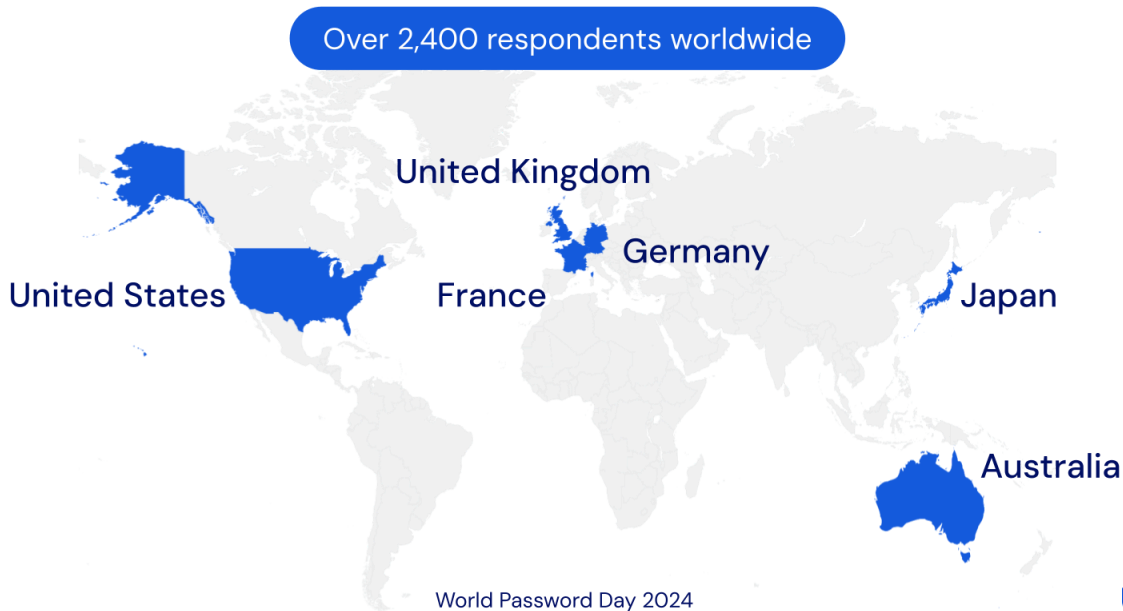 Over 2,400 respondents worldwide
United Kingdom
Germany
United States
France
Japan
Australia
World Password Day 2024